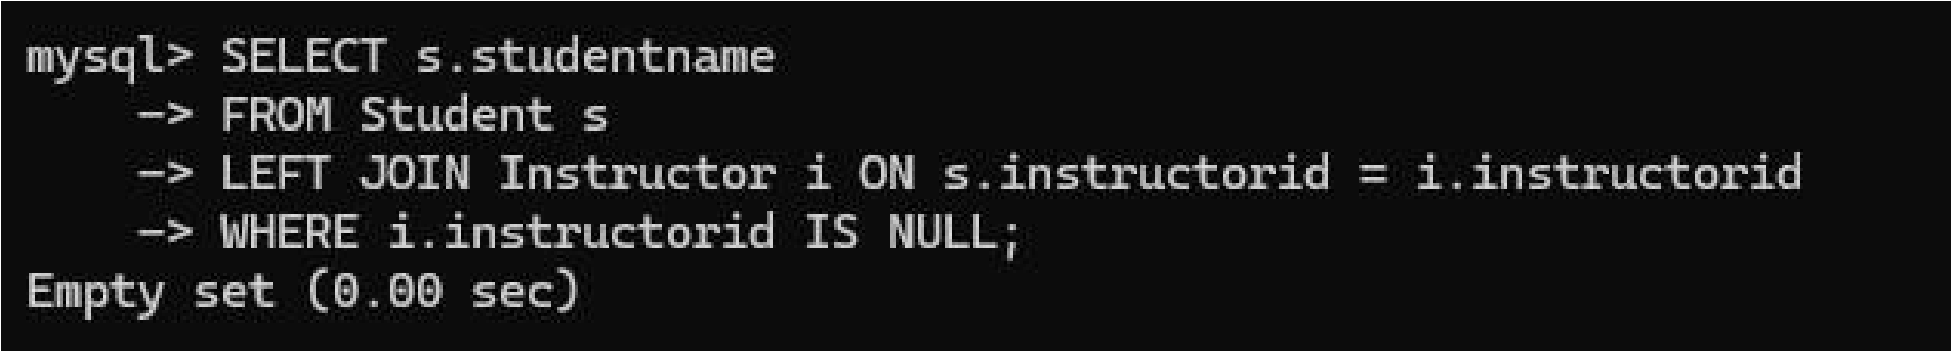 mysql> SELECT s.studentname
-> FROM Student s
-> LEFT JOIN Instructor i ON s.instructorid = i.instructorid
-> WHERE i.instructorid IS NULL;
Empty set (0.00 sec)